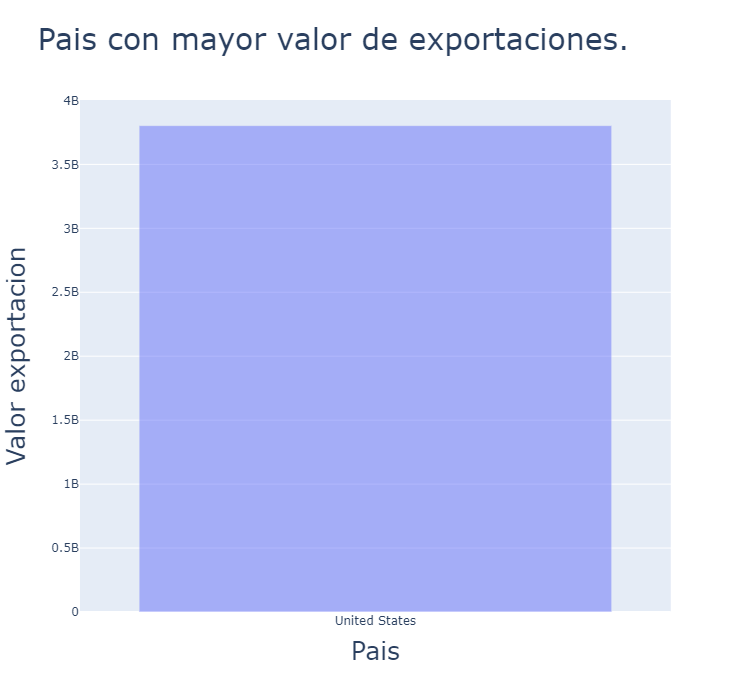 Pais con mayor valor de exportaciones.
4B
3.5B
3B
2.5B
2B
1.5B
1B
0.5B
0
Valor exportacion
United States
Pais